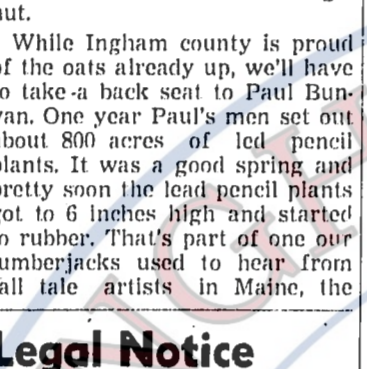 out.
While Ingham county is proud
of the oats already up, we'll have
to take a back seat to Paul Bun-
yan. One year Paul's men set out
about 800 acres of led pencil
plants. It was a good spring and
pretty soon the lead pencil plants
got to 6 inches high and started
to rubber. That's part of one our
lumberjacks used to hear from
tall tale artists in Maine, the
Legal Notice